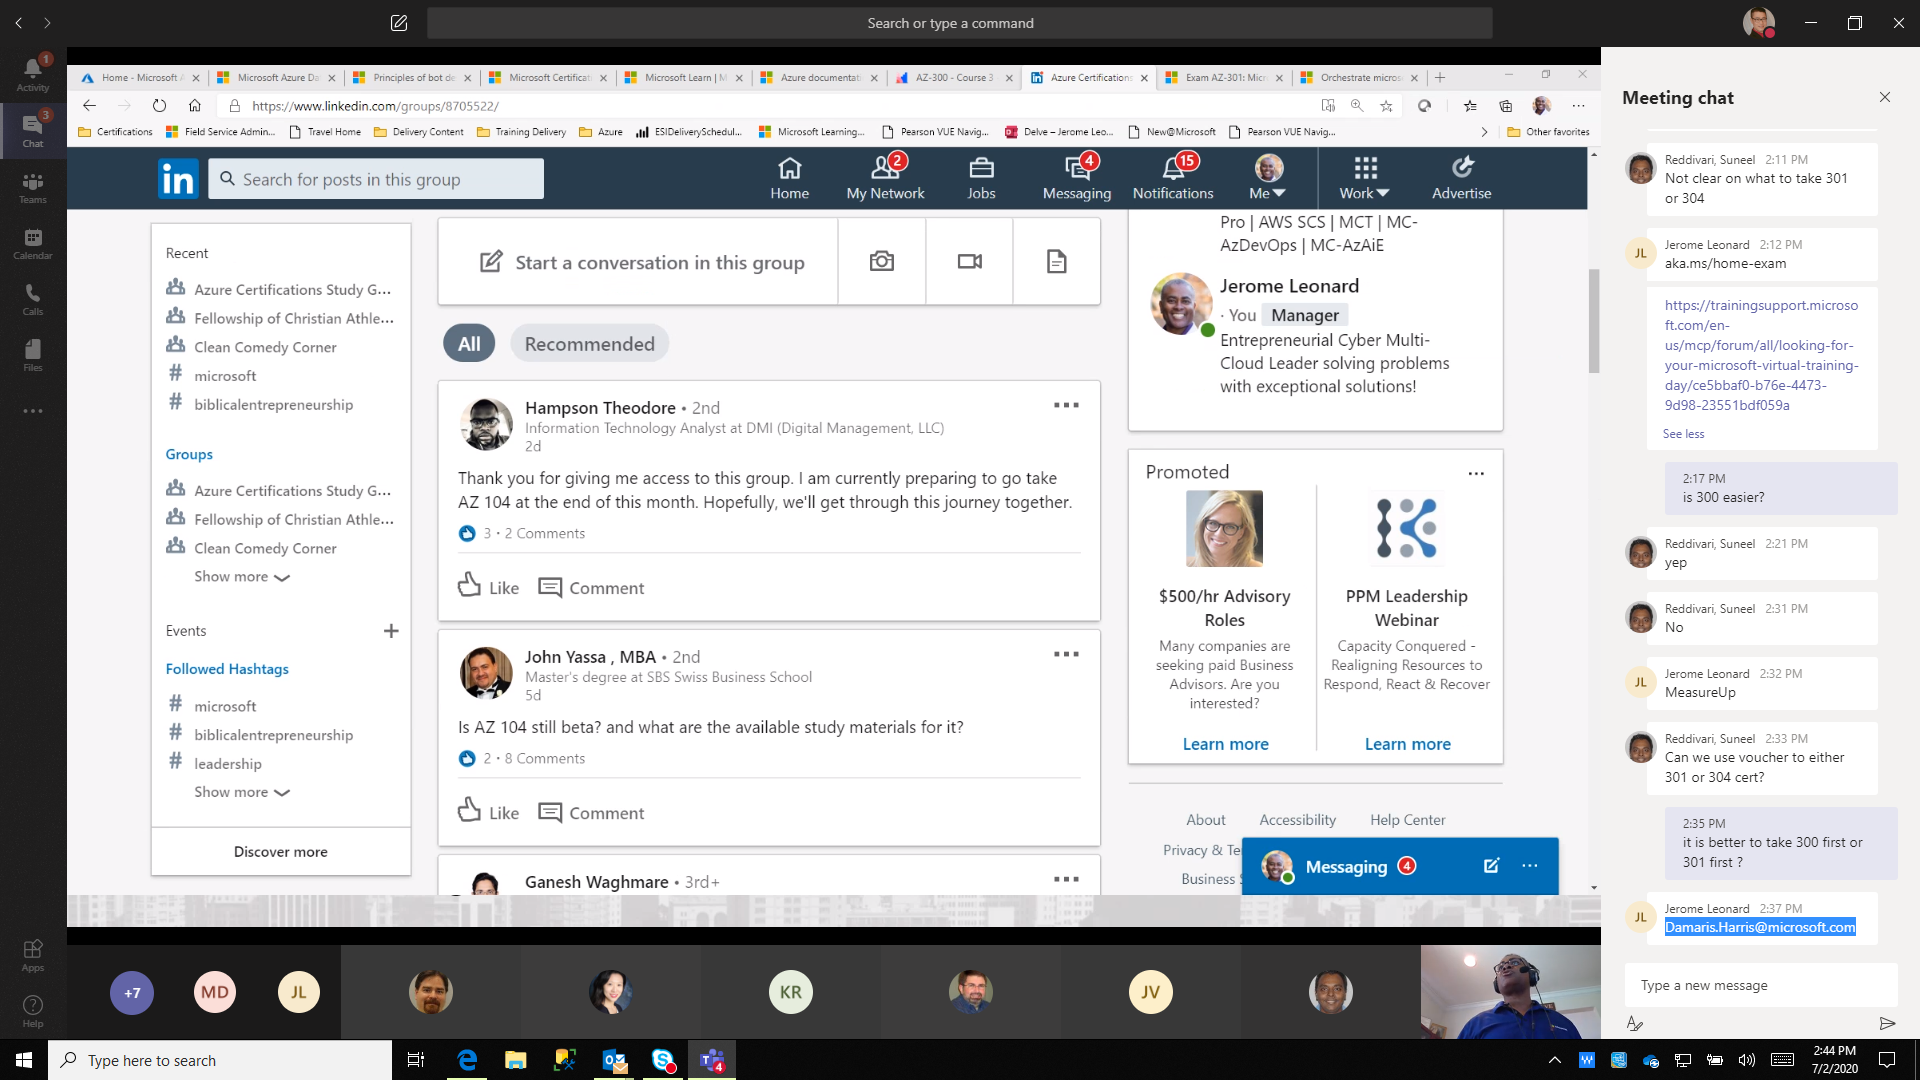 Search or type a command
1
Activity
3
Chat
Teams
Calendar
Calls
Files
Apps
Help
Home - Microsoft A
Microsoft Azure Da
Principles of bot de
Microsoft Certificati
Microsoft Learn | M
Azure documentati
AZ-300 - Course 3
Azure Certifications
Exam AZ-301: Micr
Orchestrate micros
https://www.linkedin.com/groups/8705522/
Certifications
Field Service Admin...
Travel Home
Delivery Content
Training Delivery
Azure
ESIDeliverySchedul...
Microsoft Learning...
Pearson VUE Navig...
Delve – Jerome Leo...
New@Microsoft
Pearson VUE Navig...
Other favorites
in
Search for posts in this group
Home
2
My Network
Jobs
4
Messaging
15
Notifications
Me
Work
Advertise
Recent
Azure Certifications Study G...
Fellowship of Christian Athle...
Clean Comedy Corner
# microsoft
# biblicalentrepreneurship
Groups
Azure Certifications Study G...
Fellowship of Christian Athle...
Clean Comedy Corner
Show more
Events
+
Followed Hashtags
# microsoft
# biblicalentrepreneurship
# leadership
Show more
Discover more
Start a conversation in this group
All
Recommended
Hampson Theodore • 2nd
Information Technology Analyst at DMI (Digital Management, LLC)
2d
Thank you for giving me access to this group. I am currently preparing to go take
AZ 104 at the end of this month. Hopefully, we'll get through this journey together.
3 • 2 Comments
Like
Comment
John Yassa , MBA • 2nd
Master's degree at SBS Swiss Business School
5d
Is AZ 104 still beta? and what are the available study materials for it?
2 • 8 Comments
Like
Comment
Ganesh Waghmare • 3rd+
Pro | AWS SCS | MCT | MC-
AzDevOps | MC-AzAiE
Jerome Leonard
· You Manager
Entrepreneurial Cyber Multi-
Cloud Leader solving problems
with exceptional solutions!
Promoted
$500/hr Advisory
Roles
Many companies are
seeking paid Business
Advisors. Are you
interested?
Learn more
PPM Leadership
Webinar
Capacity Conquered -
Realigning Resources to
Respond, React & Recover
Learn more
About
Accessibility
Help Center
Privacy & Te
Business S
Messaging 4
Meeting chat
Reddivari, Suneel 2:11 PM
Not clear on what to take 301
or 304
JL
Jerome Leonard 2:12 PM
aka.ms/home-exam
https://trainingsupport.microso
ft.com/en-
us/mcp/forum/all/looking-for-
your-microsoft-virtual-training-
day/ce5bbaf0-b76e-4473-
9d98-23551bdf059a
See less
2:17 PM
is 300 easier?
Reddivari, Suneel 2:21 PM
yep
Reddivari, Suneel 2:31 PM
No
JL
Jerome Leonard 2:32 PM
MeasureUp
Reddivari, Suneel 2:33 PM
Can we use voucher to either
301 or 304 cert?
2:35 PM
it is better to take 300 first or
301 first ?
JL
Jerome Leonard 2:37 PM
Damaris.Harris@microsoft.com
Type a new message
+7
MD
JL
KR
JV
Type here to search
4
2:44 PM
7/2/2020